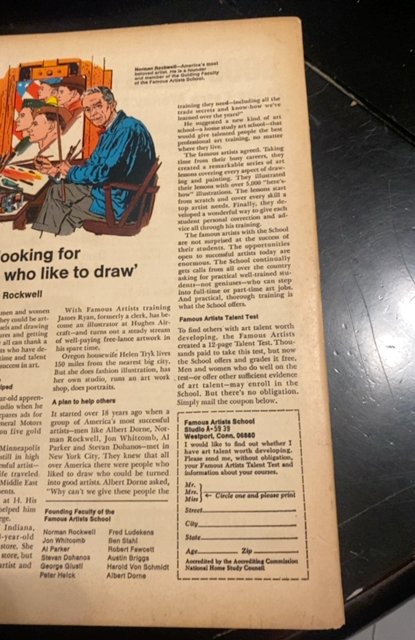 Norman Rockwell—America's most
beloved artist. He is a founder
and member of the Guiding Faculty
of the Famous Artists School.
ooking for
who like to draw'
Rockwell
men and women
hey could be art-
els and drawing
ures and getting
all can thank a
ns who have de-
time and talent
success in art.
lped
ar-old appren-
udio when he
pares ads for
neral Motors
on five gold
Minneapolis
still in high
essful artist—
ife traveled.
Middle East
ents.
at H. His
helped him
rge.
Indiana,
-year-old
store. She
store, but
artist and
With Famous Artists training
James Ryan, formerly a clerk, has be-
come an illustrator at Hughes Air-
craft—and turns out a steady stream
of well-paying free-lance artwork in
his spare time.
Oregon housewife Helen Tryk lives
150 miles from the nearest big city.
But she does fashion illustration, has
her own studio, runs an art work
shop, does portraits.
A plan to help others
It started over 18 years ago when a
group of America's most successful
artists—men like Albert Dorne, Nor-
man Rockwell, Jon Whitcomb, Al
Parker and Stevan Dohanos—met in
New York City. They knew that all
over America there were people who
liked to draw who could be turned
into good artists. Albert Dorne asked,
"Why can't we give these people the
Founding Faculty of the
Famous Artists School
Norman Rockwell
Jon Whitcomb
Al Parker
Stevan Dohanos
George Giusti
Peter Helck
Fred Ludekens
Ben Stahl
Robert Fawcett
Austin Briggs
Harold Von Schmidt
Albert Dorne
training they need—including all the
trade secrets and know-how we've
learned over the years?"
He suggested a new kind of art
school—a home study art school—that
would give talented people the best
professional art training, no matter
where they live.
The famous artists agreed. Taking
time from their busy careers, they
created a remarkable series of art
lessons covering every aspect of draw-
ing and painting. They illustrated
their lessons with over 5,000 "here's-
how" illustrations. The lessons start
from scratch and cover every skill a
top artist needs. Finally, they de-
veloped a wonderful way to give each
student personal correction and ad-
vice all through his training.
The famous artists with the School
are not surprised at the success of
their students. The opportunities
open to successful artists today are
enormous. The School continually
gets calls from all over the country
asking for practical well-trained stu-
dents—not geniuses—who can step
into full-time or part-time art jobs.
And practical, thorough training is
what the School offers.
Famous Artists Talent Test
To find others with art talent worth
developing, the Famous Artists
created a 12-page Talent Test. Thou-
sands paid to take this test, but now
the School offers and grades it free.
Men and women who do well on the
test—or offer other sufficient evidence
of art talent—may enroll in the
School. But there's no obligation.
Simply mail the coupon below.
Famous Artists School
Studio A-59 39
Westport, Conn. 06880
I would like to find out whether I
have art talent worth developing.
Please send me, without obligation,
your Famous Artists Talent Test and
information about your courses.
Mr.
Mrs. ← Circle one and please print
Miss
Street
City
State
Age Zip
Accredited by the Accrediting Commission
National Home Study Council